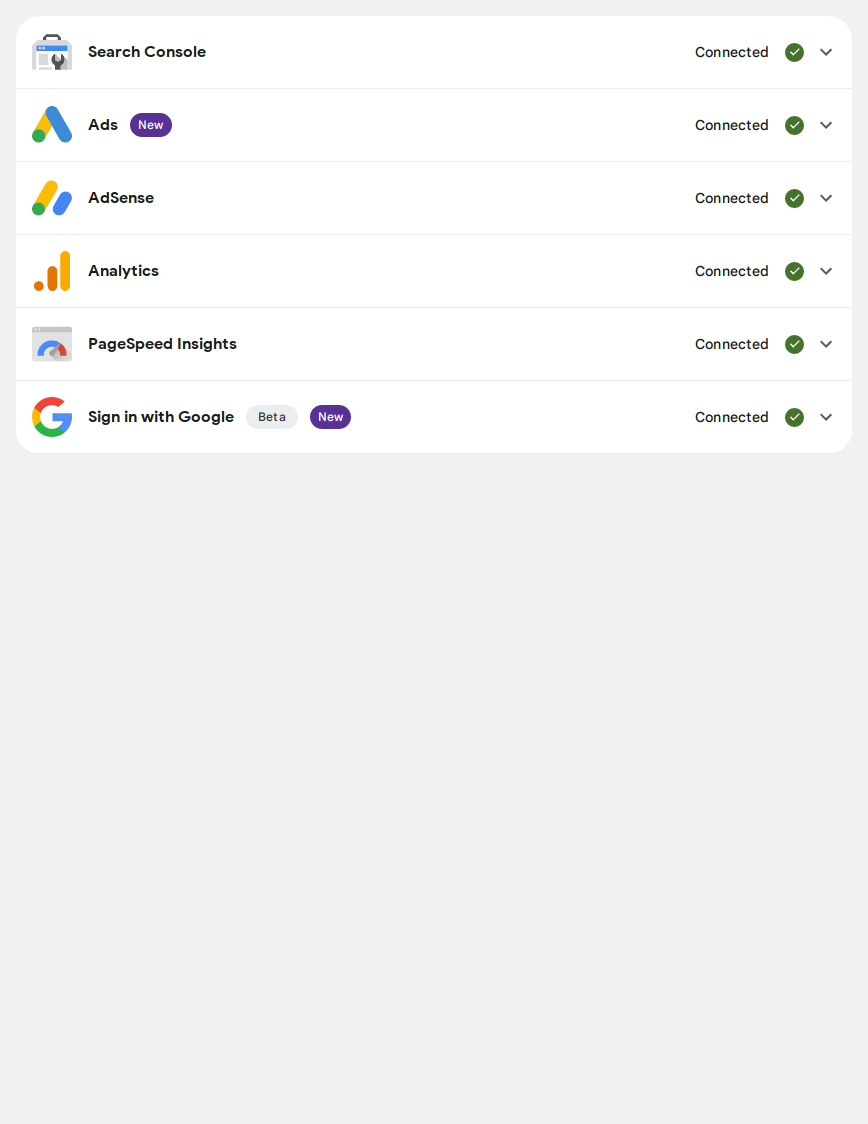 Search Console Connected
Ads New Connected
AdSense Connected
Analytics Connected
PageSpeed Insights Connected
Sign in with Google Beta New Connected